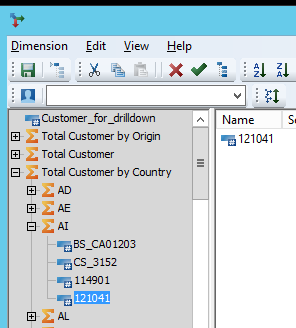 Dimension Edit View Help
Customer_for_drilldown
Total Customer by Origin
Total Customer
Total Customer by Country
AD
AE
AI
BS_CA01203
CS_3152
114901
121041
AL
Name
121041